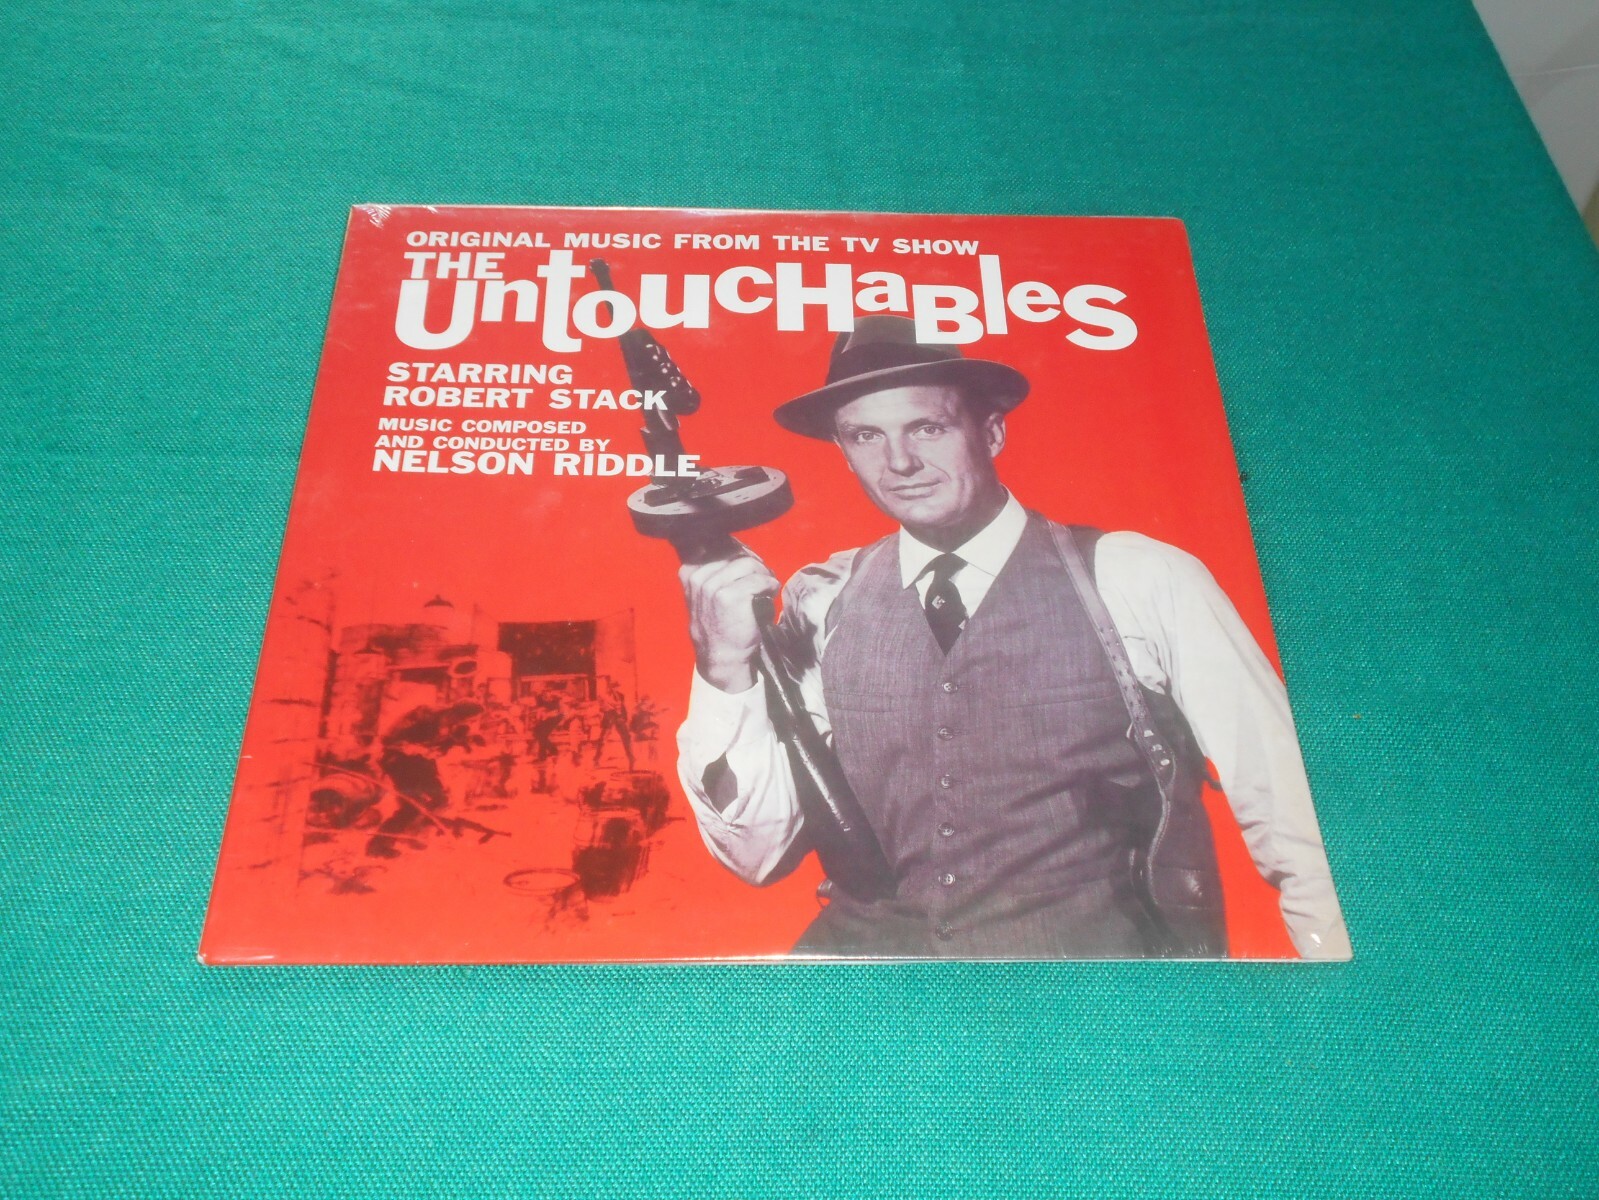 ORIGINAL MUSIC FROM THE TV SHOW
THE
UntoucHaBles
STARRING
ROBERT STACK
MUSIC COMPOSED
AND CONDUCTED BY
NELSON RIDDLE